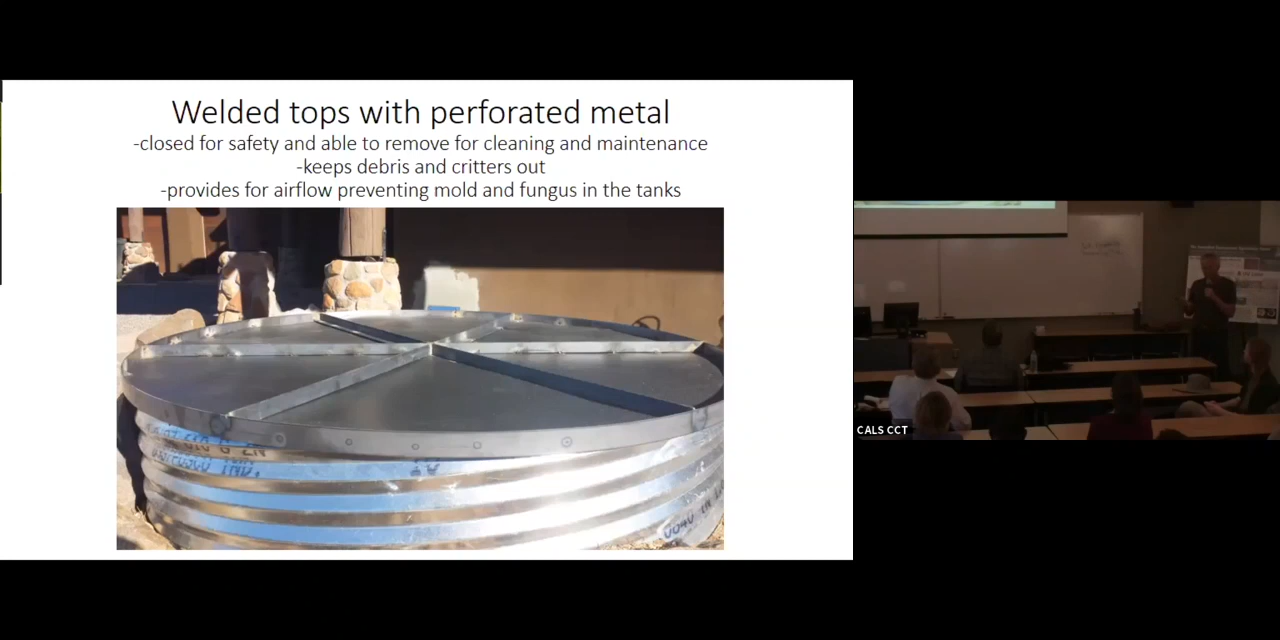 Welded tops with perforated metal
-closed for safety and able to remove for cleaning and maintenance
-keeps debris and critters out
-provides for airflow preventing mold and fungus in the tanks
CALS CCT